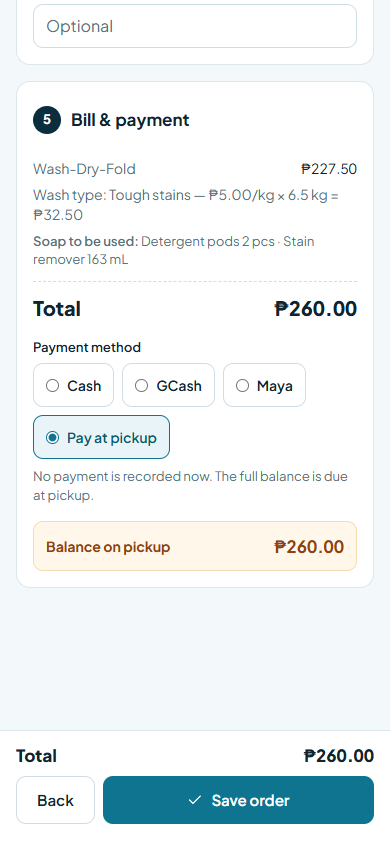 Optional
5 Bill & payment
Wash-Dry-Fold ₱227.50
Wash type: Tough stains — ₱5.00/kg × 6.5 kg =
₱32.50
Soap to be used: Detergent pods 2 pcs · Stain
remover 163 mL
Total ₱260.00
Payment method
Cash GCash Maya
Pay at pickup
No payment is recorded now. The full balance is due
at pickup.
Balance on pickup ₱260.00
Total ₱260.00
Back Save order